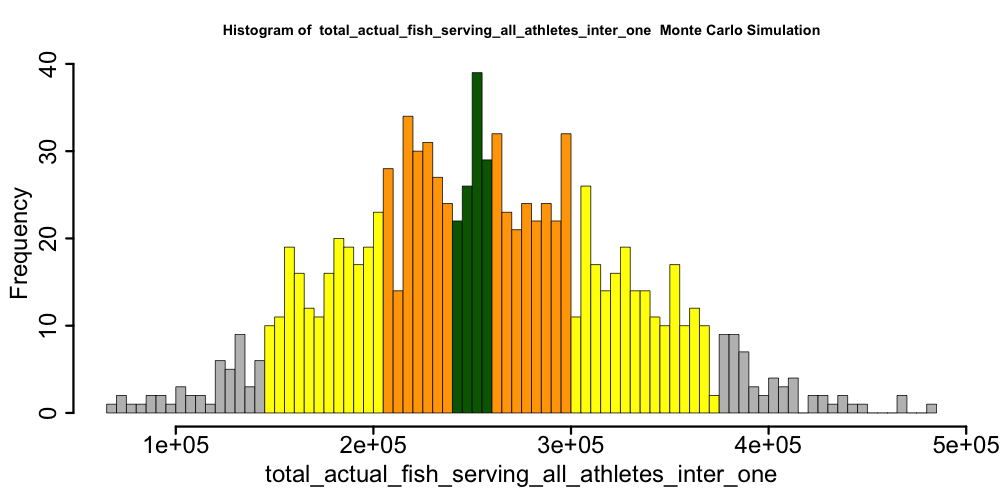 Histogram of total_actual_fish_serving_all_athletes_inter_one Monte Carlo Simulation
Frequency
40
30
20
10
0
1e+05 2e+05 3e+05 4e+05 5e+05
total_actual_fish_serving_all_athletes_inter_one